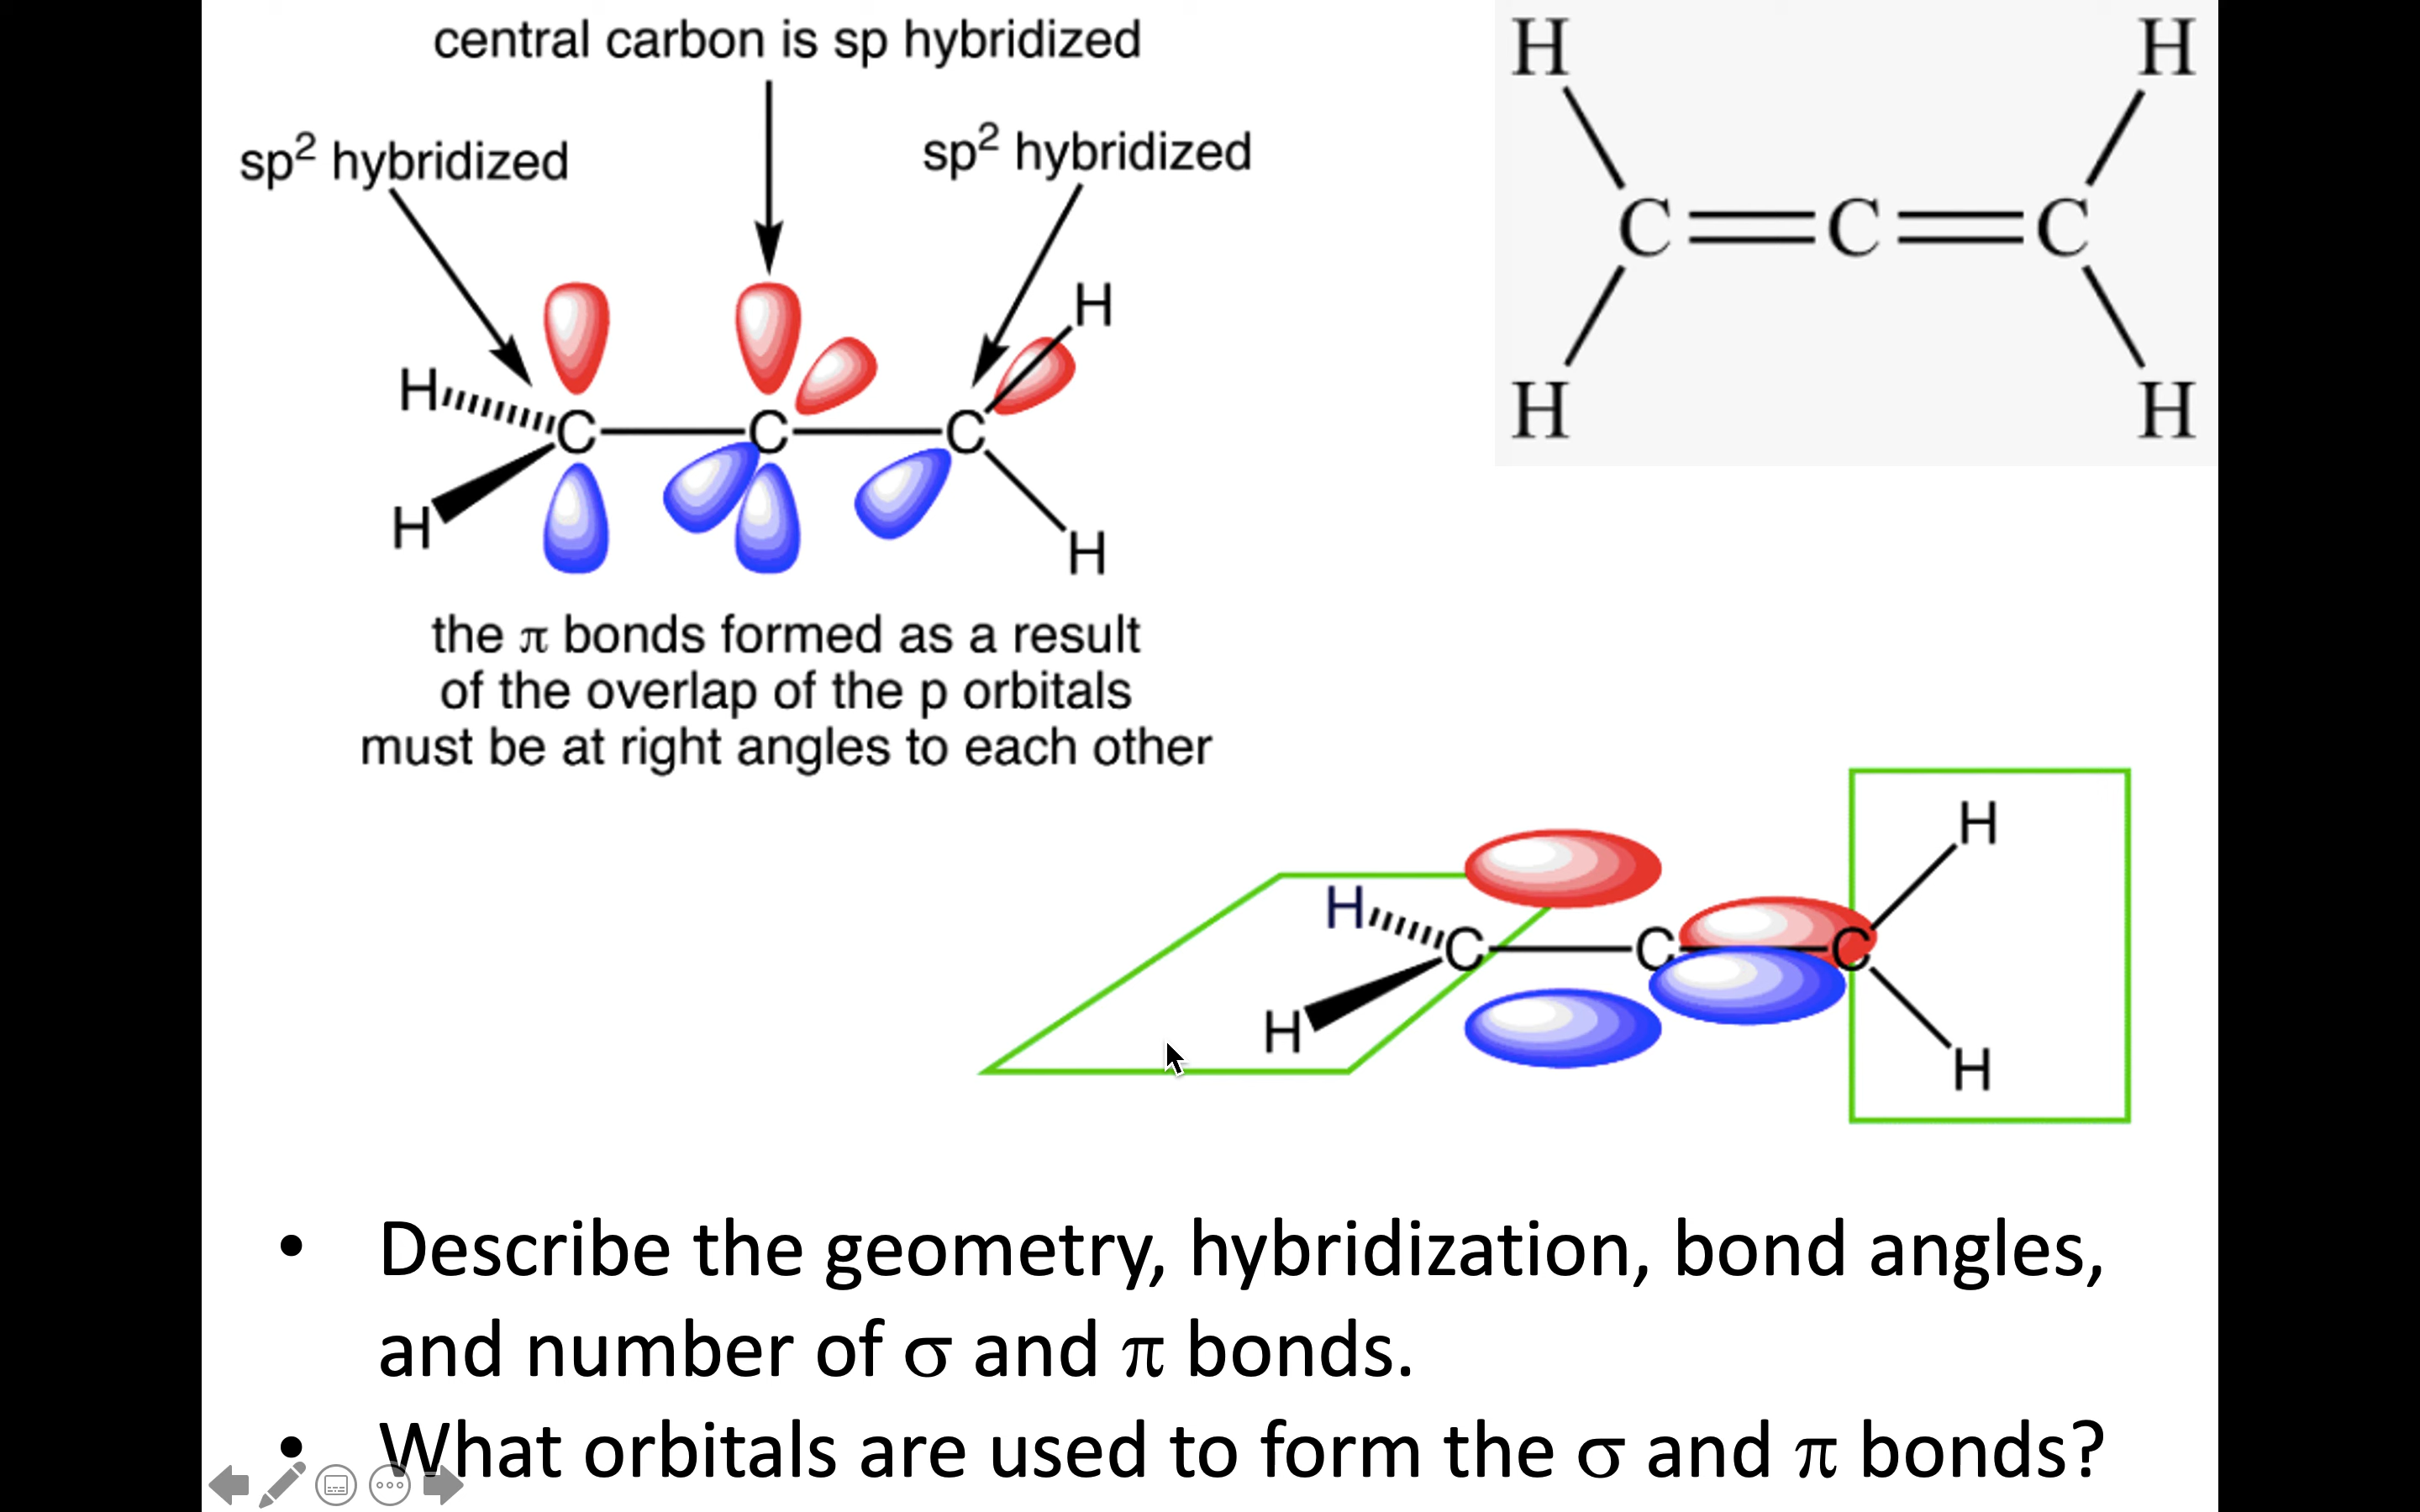 central carbon is sp hybridized
sp² hybridized
sp² hybridized
H
H
C
C
C
H
H
the π bonds formed as a result
of the overlap of the p orbitals
must be at right angles to each other
H
H
C
C
C
H
H
H
H
C
C
C
H
H
• Describe the geometry, hybridization, bond angles,
and number of σ and π bonds.
• What orbitals are used to form the σ and π bonds?